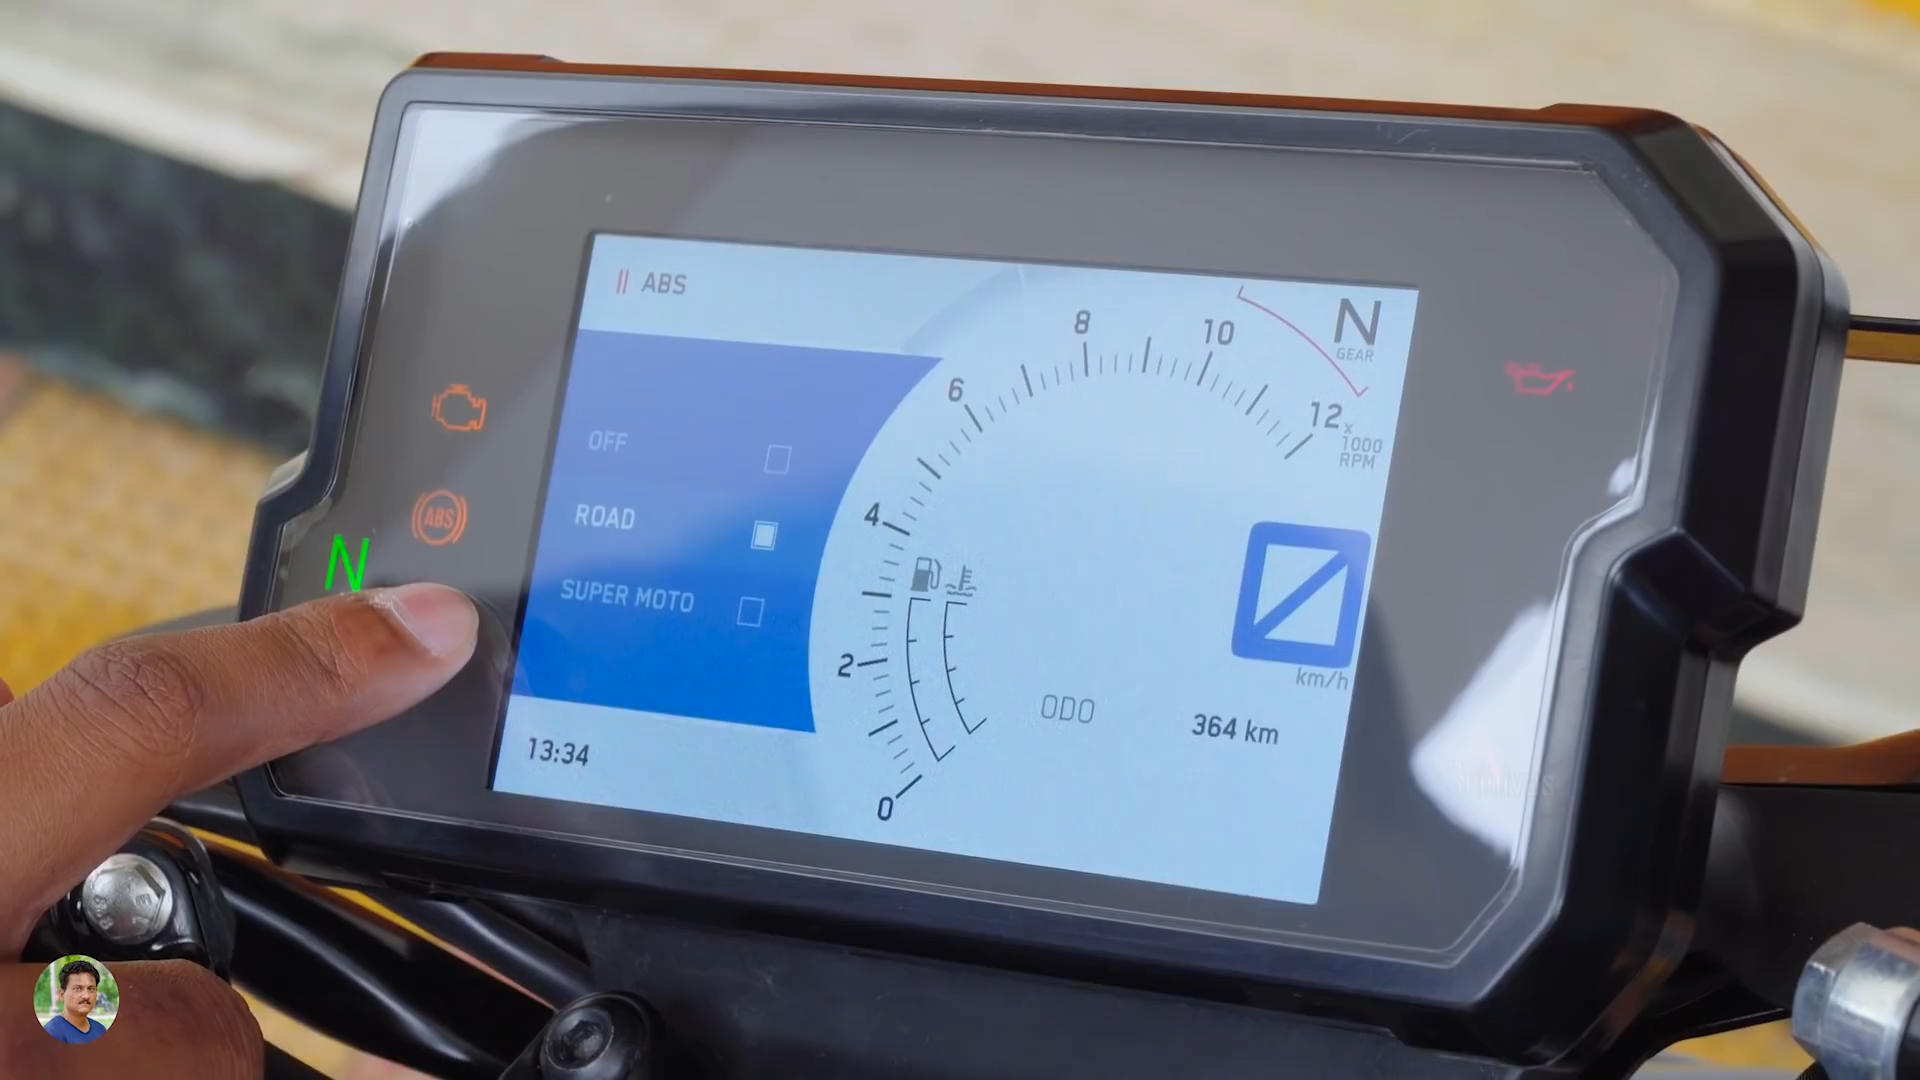 ABS
OFF
ROAD
SUPER MOTO
13:34
0
2
4
6
8
10
12
x
1000
RPM
N
GEAR
km/h
ODO
364 km
ABS
N